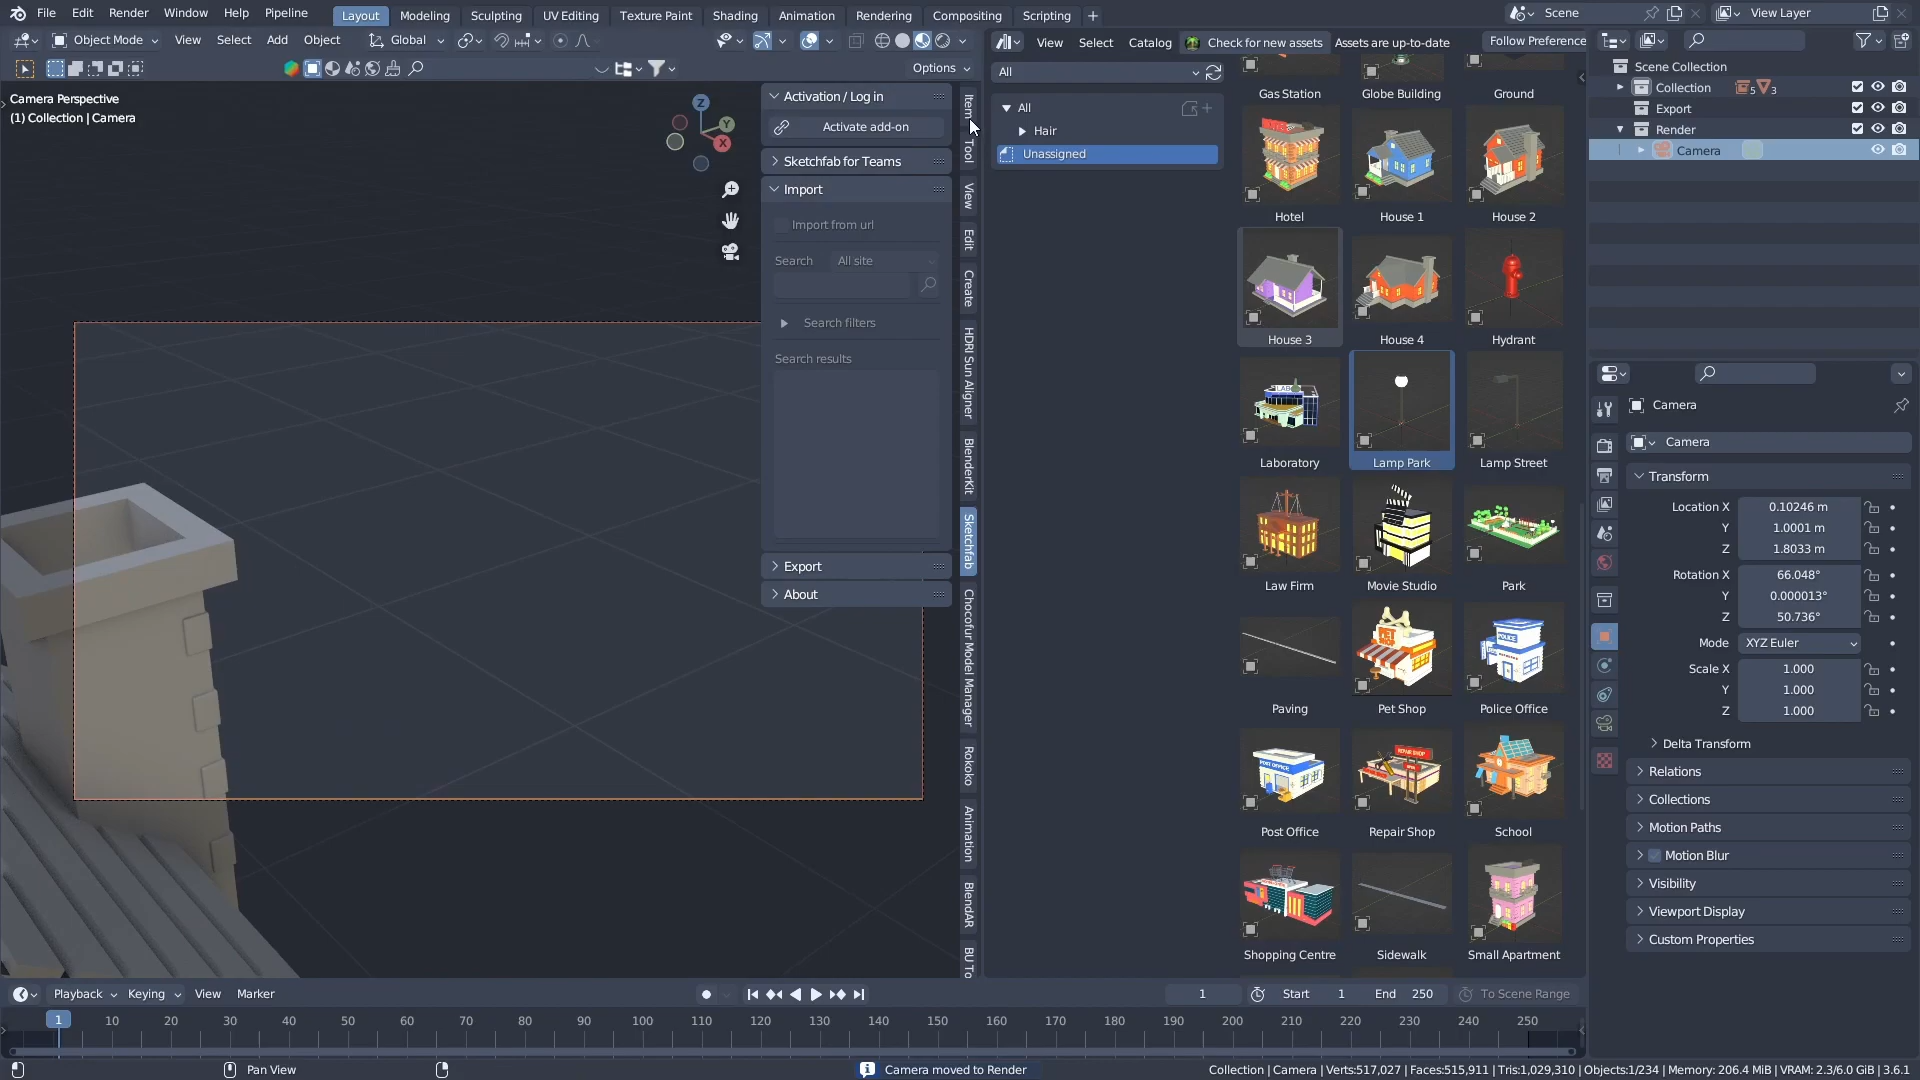 File Edit Render Window Help Pipeline Layout Modeling Sculpting UV Editing Texture Paint Shading Animation Rendering Compositing Scripting + Scene View Layer
Object Mode View Select Add Object Global View Select Catalog Check for new assets Assets are up-to-date Follow Preference
Options
Camera Perspective
(1) Collection | Camera
Z
Y
X
Activation / Log in
Activate add-on
Sketchfab for Teams
Import
Import from url
Search All site
Search filters
Search results
Export
About
Item
Tool
View
Edit
Create
HDRI Sun Aligner
BlenderKit
Sketchfab
Chocofur Model Manager
Rokoko
Animation
BlendAR
BU To
All
All
Hair
Unassigned
Gas Station Globe Building Ground
Hotel House 1 House 2
House 3 House 4 Hydrant
Laboratory Lamp Park Lamp Street
Law Firm Movie Studio Park
Paving Pet Shop Police Office
Post Office Repair Shop School
Shopping Centre Sidewalk Small Apartment
PET SHOP
POLICE
POST OFFICE
REPAIR SHOP
Scene Collection
Collection 5 3
Export
Render
Camera
Camera
Camera
Transform
Location X 0.10246 m
Y 1.0001 m
Z 1.8033 m
Rotation X 66.048°
Y 0.000013°
Z 50.736°
Mode XYZ Euler
Scale X 1.000
Y 1.000
Z 1.000
Delta Transform
Relations
Collections
Motion Paths
Motion Blur
Visibility
Viewport Display
Custom Properties
Playback Keying View Marker 1 Start 1 End 250 To Scene Range
1 10 20 30 40 50 60 70 80 90 100 110 120 130 140 150 160 170 180 190 200 210 220 230 240 250
Pan View Camera moved to Render Collection | Camera | Verts:517,027 | Faces:515,911 | Tris:1,029,310 | Objects:1/234 | Memory: 206.4 MiB | VRAM: 2.3/6.0 GiB | 3.6.1